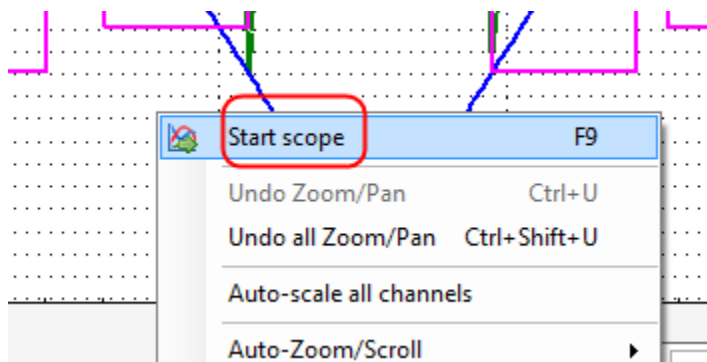 Start scope F9
Undo Zoom/Pan Ctrl+U
Undo all Zoom/Pan Ctrl+Shift+U
Auto-scale all channels
Auto-Zoom/Scroll